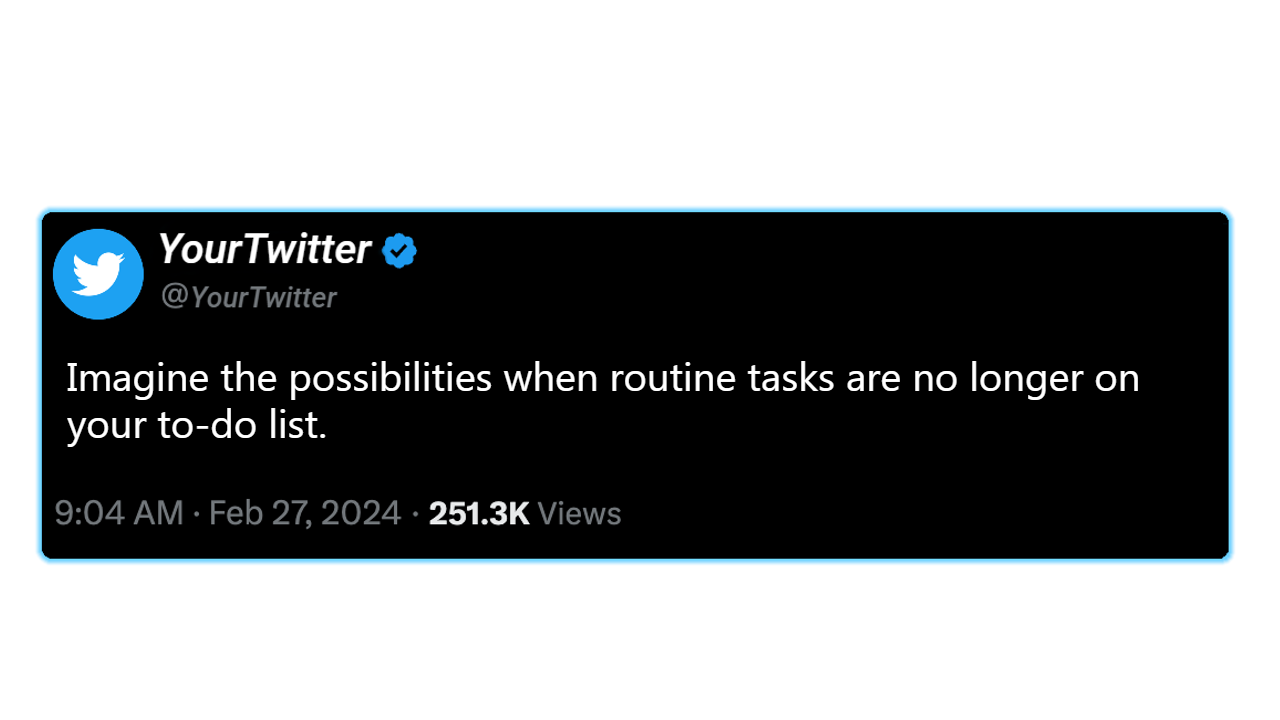 YourTwitter
@YourTwitter
Imagine the possibilities when routine tasks are no longer on
your to-do list.
9:04 AM · Feb 27, 2024 · 251.3K Views